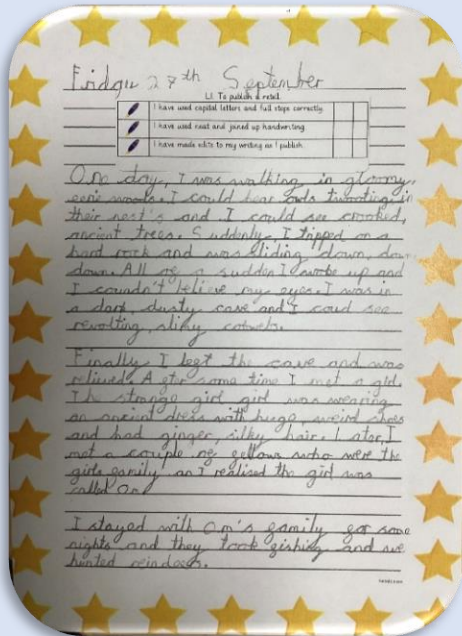 Friday 27th September
L1. To publish a retell.
I have used capital letters and full stops correctly.
I have used neat and joined up handwriting.
I have made edits to my writing as I publish.
One day, I was walking in gloomy,
eerie woods. I could hear twooting in
their nest's and I could see crooked,
ancient trees. Suddenly, I tripped on a
hard rock and was sliding down, down
down. All of a sudden I woke up and
I coundn't believe my eyes. I was in
a dark, dusty cave and I coud see
revolting, silky cobwebs.
Finally I left the cave and was
relieved. After some time I met a girl.
The strange girl girl was wearing
an ancient dress with huge, weird shoes
and had ginger, silky hair. Later, I
met a couple of fellows who were the
girls family an I realised the girl was
called Om
I stayed with Om's family for some
nights and they took fishing and we
hunted reindeers.